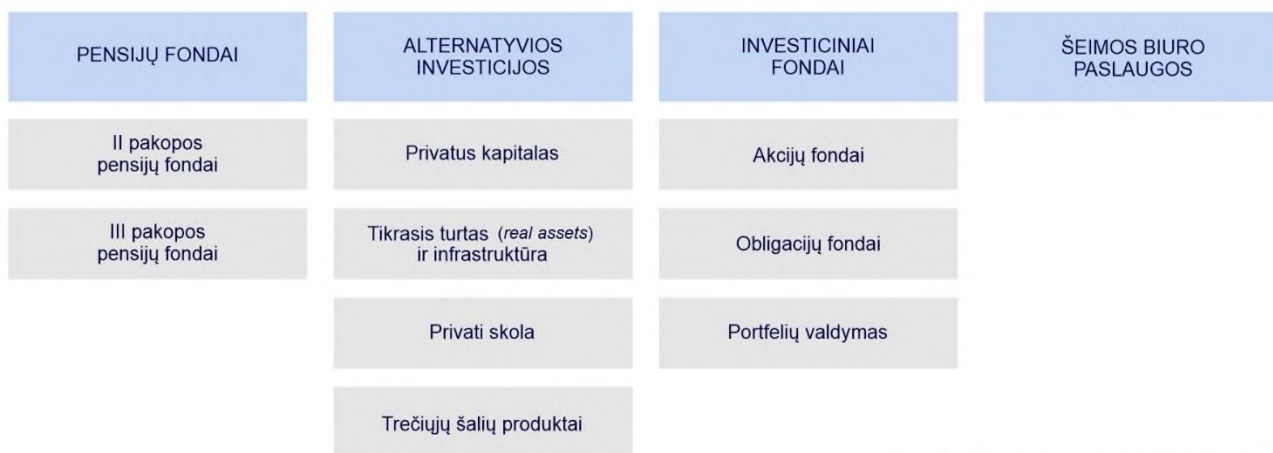 PENSIJŲ FONDAI
ALTERNATYVIOS
INVESTICIJOS
INVESTICINIAI
FONDAI
ŠEIMOS BIURO
PASLAUGOS
II pakopos
pensijų fondai
Privatus kapitalas
Akcijų fondai
III pakopos
pensijų fondai
Tikrasis turtas (real assets)
ir infrastruktūra
Obligacijų fondai
Privati skola
Portfelių valdymas
Trečiųjų šalių produktai